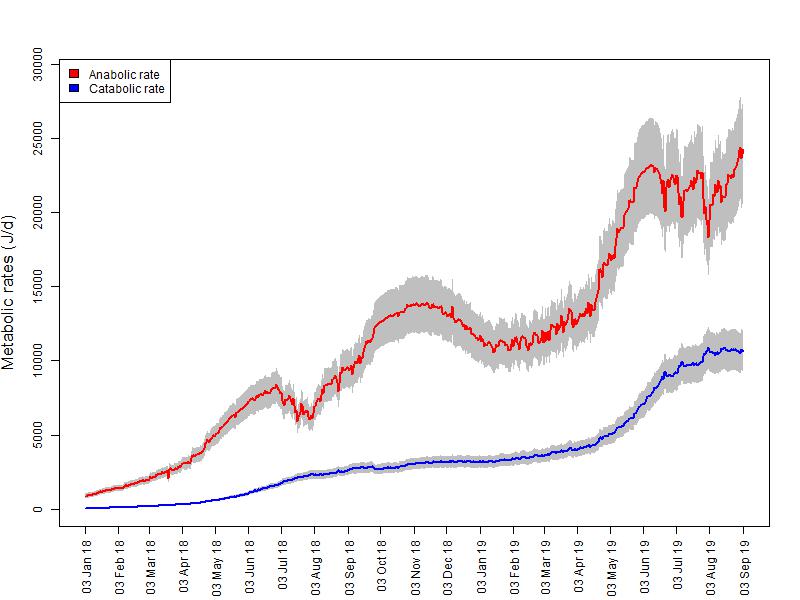 Anabolic rate
Catabolic rate
Metabolic rates (J/d)
30000
25000
20000
15000
10000
5000
0
03 Jan 18
03 Feb 18
03 Mar 18
03 Apr 18
03 May 18
03 Jun 18
03 Jul 18
03 Aug 18
03 Sep 18
03 Oct 18
03 Nov 18
03 Dec 18
03 Jan 19
03 Feb 19
03 Mar 19
03 Apr 19
03 May 19
03 Jun 19
03 Jul 19
03 Aug 19
03 Sep 19